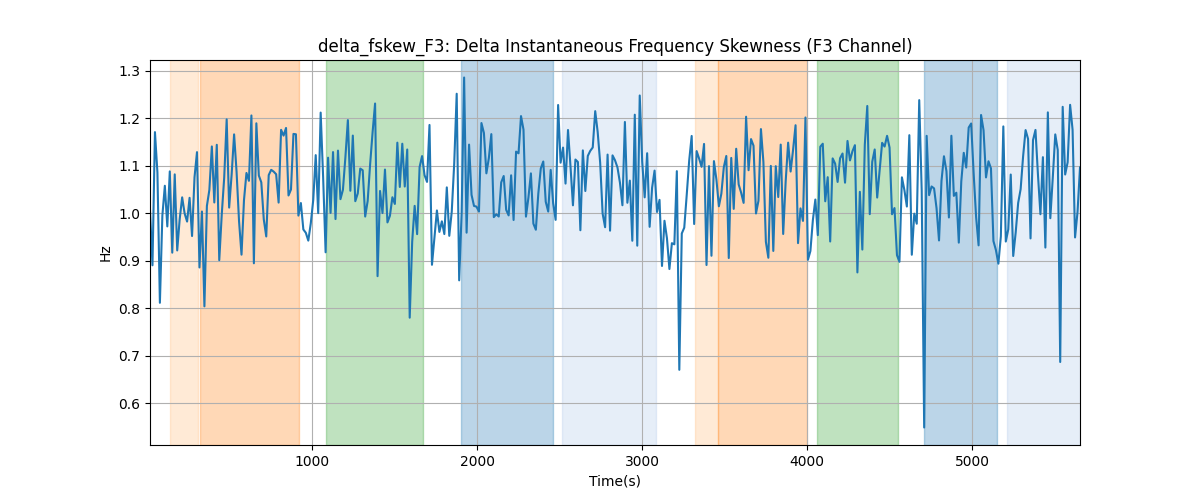 delta_fskew_F3: Delta Instantaneous Frequency Skewness (F3 Channel)
1.3
1.2
1.1
1.0
0.9
0.8
0.7
0.6
Hz
1000 2000 3000 4000 5000
Time(s)